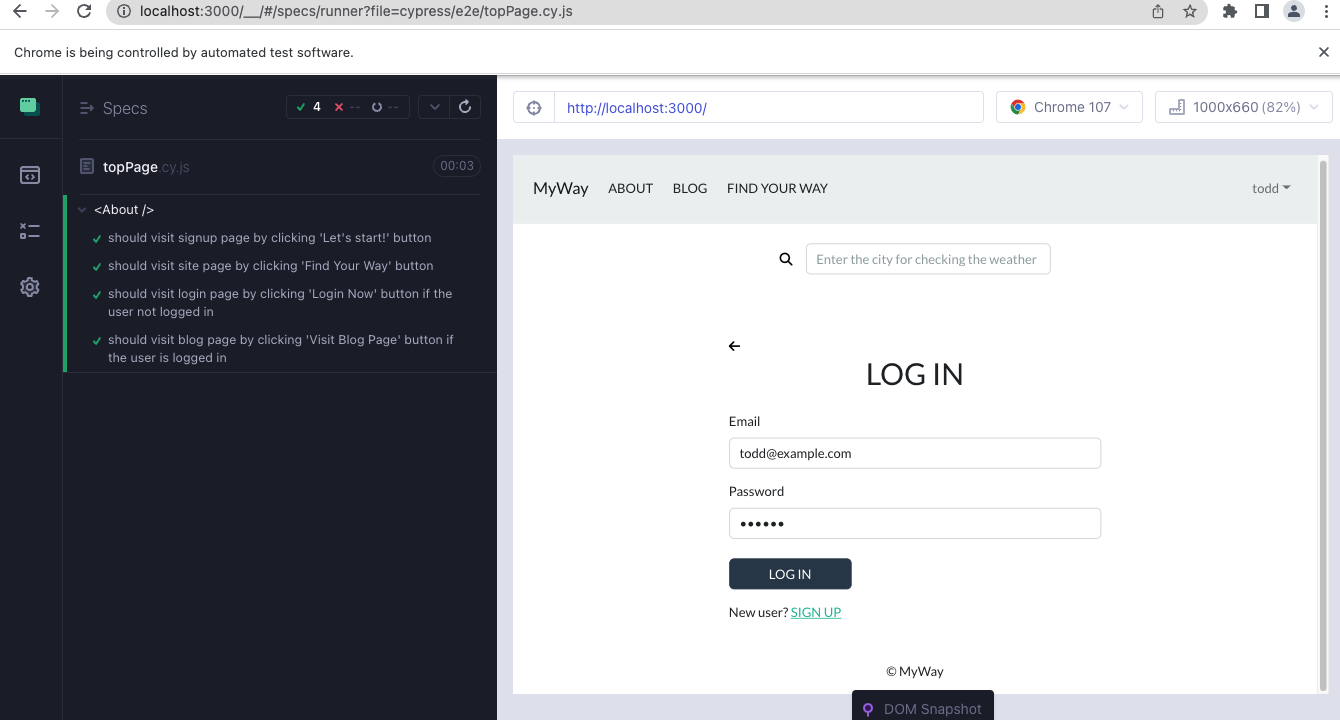 localhost:3000/__/#/specs/runner?file=cypress/e2e/topPage.cy.js
Chrome is being controlled by automated test software.
Specs
4 -- --
topPage.cy.js 00:03
<About />
should visit signup page by clicking 'Let's start!' button
should visit site page by clicking 'Find Your Way' button
should visit login page by clicking 'Login Now' button if the
user not logged in
should visit blog page by clicking 'Visit Blog Page' button if
the user is logged in
http://localhost:3000/
Chrome 107
1000x660 (82%)
MyWay ABOUT BLOG FIND YOUR WAY todd
Enter the city for checking the weather
LOG IN
Email
todd@example.com
Password
••••••
LOG IN
New user? SIGN UP
© MyWay
DOM Snapshot